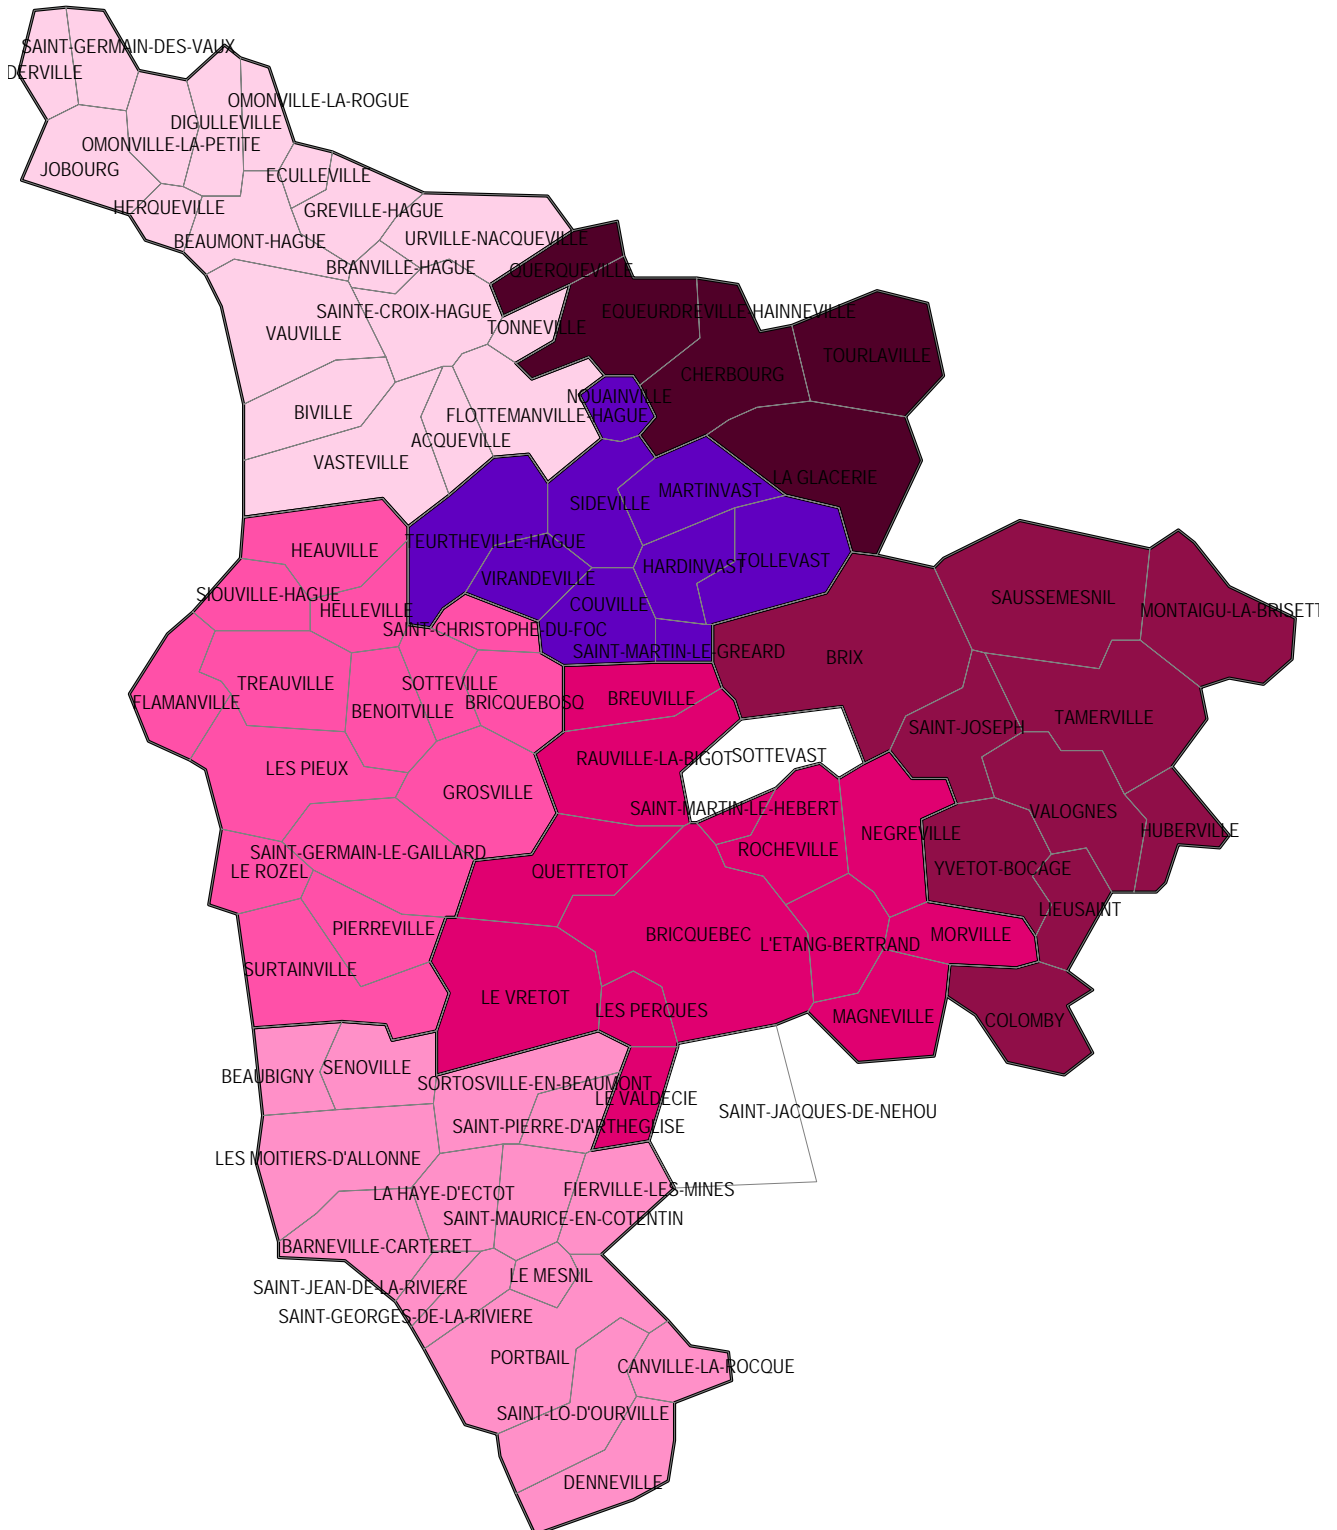 SAINT-GERMAIN-DES-VAUX
DERVILLE
OMONVILLE-LA-ROGUE
DIGULLEVILLE
OMONVILLE-LA-PETITE
JOBOURG
ECULLEVILLE
HERQUEVILLE
GREVILLE-HAGUE
BEAUMONT-HAGUE
URVILLE-NACQUEVILLE
BRANVILLE-HAGUE
QUERQUEVILLE
SAINTE-CROIX-HAGUE
EQUEURDREVILLE-HAINNEVILLE
VAUVILLE
TONNEVILLE
TOURLAVILLE
CHERBOURG
NOUAINVILLE
BIVILLE
FLOTTEMANVILLE-HAGUE
ACQUEVILLE
VASTEVILLE
LA GLACERIE
MARTINVAST
SIDEVILLE
TEURTHEVILLE-HAGUE
HEAUVILLE
TOLLEVAST
HARDINVAST
VIRANDEVILLE
SIOUVILLE-HAGUE
SAUSSEMESNIL
COUVILLE
HELLEVILLE
MONTAIGU-LA-BRISETT
SAINT-CHRISTOPHE-DU-FOC
SAINT-MARTIN-LE-GREARD
BRIX
TREAUVILLE
SOTTEVILLE
BREUVILLE
FLAMANVILLE
BRICQUEBOSQ
BENOITVILLE
TAMERVILLE
SAINT-JOSEPH
SOTTEVAST
RAUVILLE-LA-BIGOT
LES PIEUX
GROSVILLE
SAINT-MARTIN-LE-HEBERT
VALOGNES
HUBERVILLE
NEGREVILLE
ROCHEVILLE
SAINT-GERMAIN-LE-GAILLARD
LE ROZEL
QUETTETOT
YVETOT-BOCAGE
LIEUSAINT
PIERREVILLE
BRICQUEBEC
MORVILLE
L'ETANG-BERTRAND
SURTAINVILLE
LE VRETOT
LES PERQUES
MAGNEVILLE
COLOMBY
SENOVILLE
BEAUBIGNY
SORTOSVILLE-EN-BEAUMONT
LE VALDECIE
SAINT-JACQUES-DE-NEHOU
SAINT-PIERRE-D'ARTHEGLISE
LES MOITIERS-D'ALLONNE
FIERVILLE-LES-MINES
LA HAYE-D'ECTOT
SAINT-MAURICE-EN-COTENTIN
BARNEVILLE-CARTERET
LE MESNIL
SAINT-JEAN-DE-LA-RIVIERE
SAINT-GEORGES-DE-LA-RIVIERE
PORTBAIL
CANVILLE-LA-ROCQUE
SAINT-LO-D'OURVILLE
DENNEVILLE